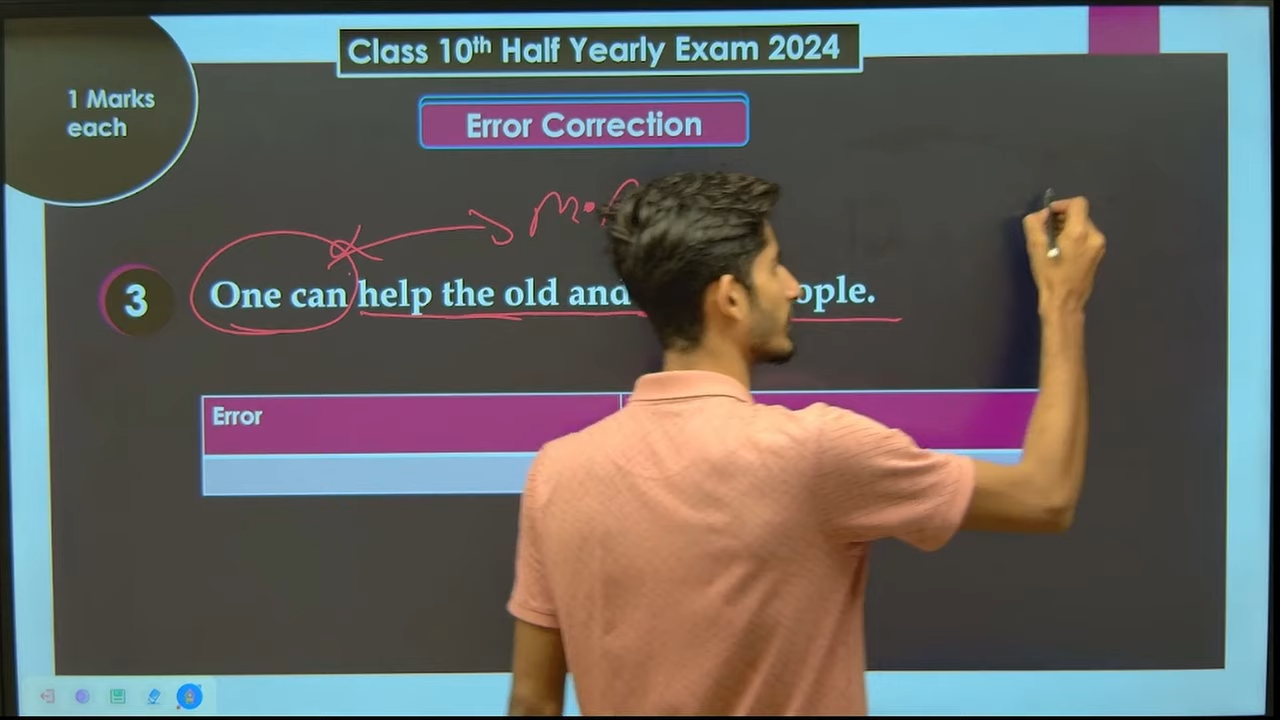 Class 10th Half Yearly Exam 2024
1 Marks
each
Error Correction
3
One can help the old and
Error